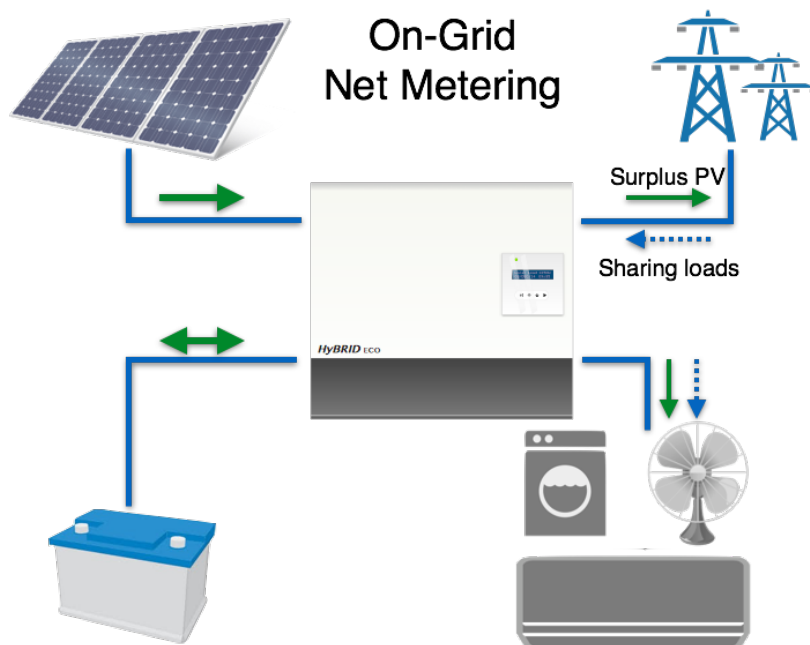 On-Grid
Net Metering
Surplus PV
Sharing loads
HyBRID ECO